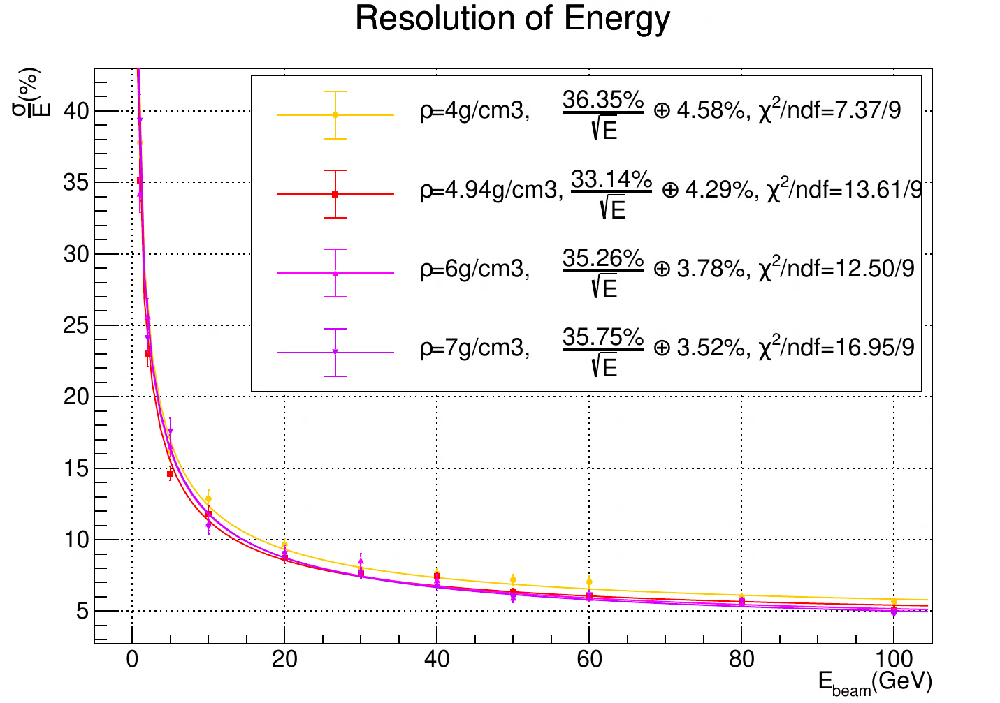 Resolution of Energy
σ/E (%)
ρ=4g/cm3, 36.35%/√E ⊕ 4.58%, χ²/ndf=7.37/9
ρ=4.94g/cm3, 33.14%/√E ⊕ 4.29%, χ²/ndf=13.61/9
ρ=6g/cm3, 35.26%/√E ⊕ 3.78%, χ²/ndf=12.50/9
ρ=7g/cm3, 35.75%/√E ⊕ 3.52%, χ²/ndf=16.95/9
40
35
30
25
20
15
10
5
0 20 40 60 80 100
E_beam(GeV)